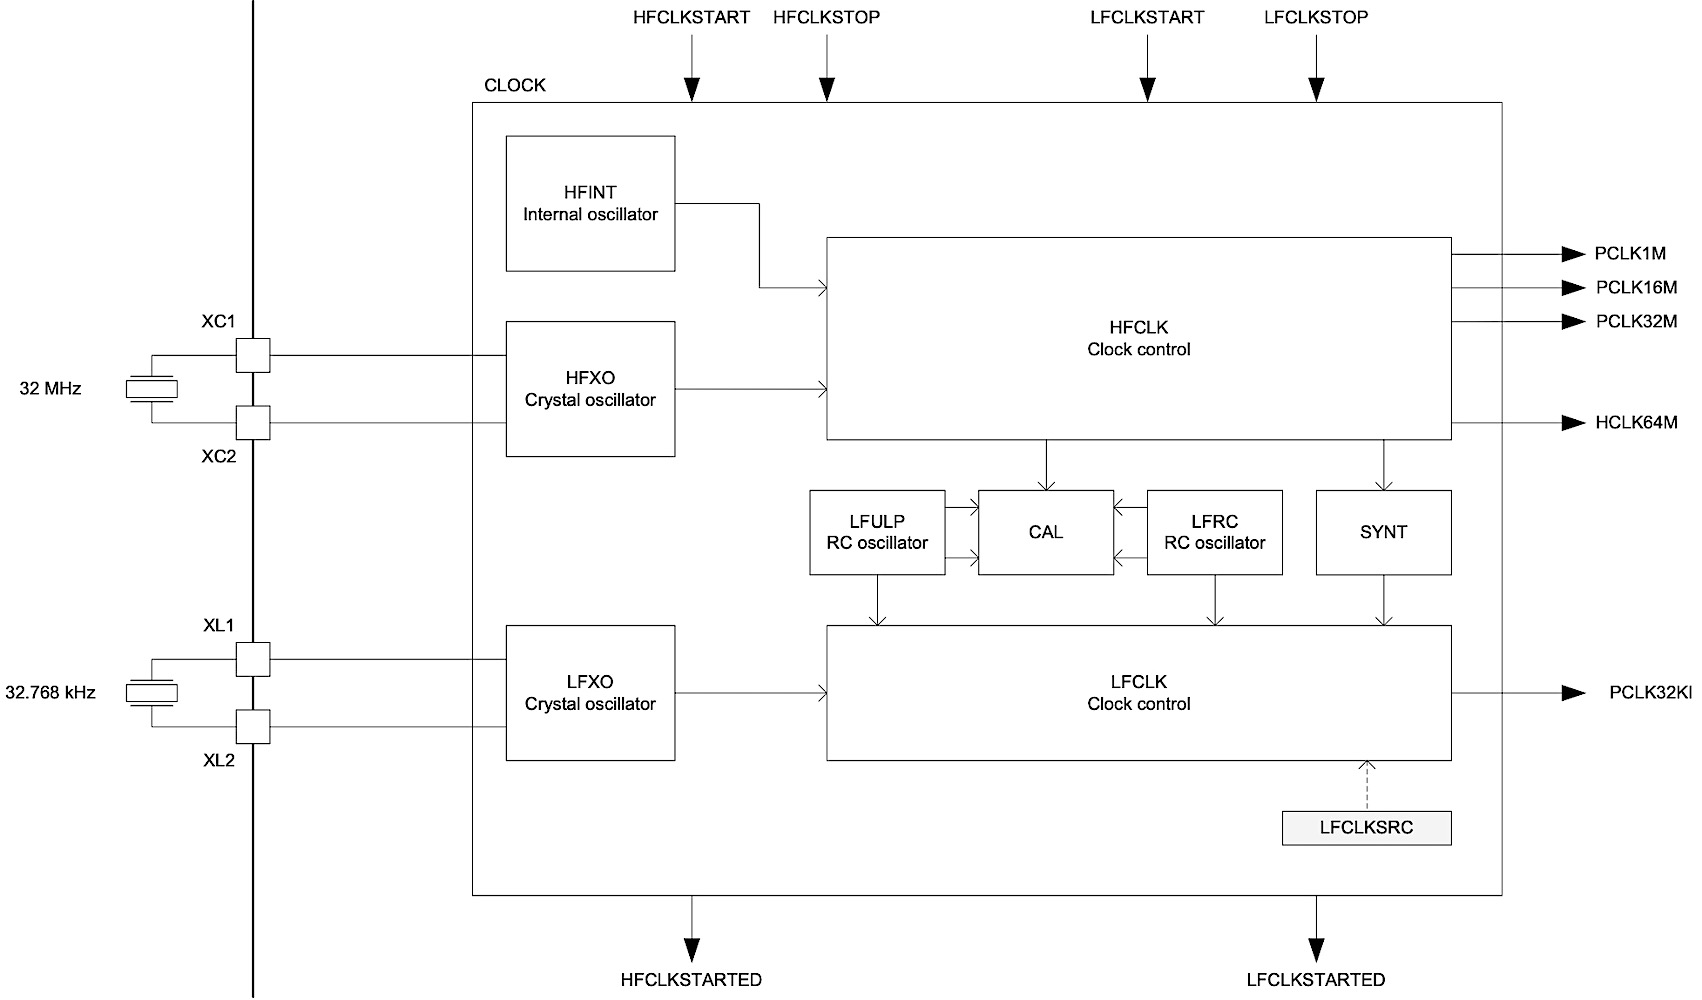 HFCLKSTART HFCLKSTOP LFCLKSTART LFCLKSTOP
CLOCK
HFINT
Internal oscillator
PCLK1M
PCLK16M
XC1
PCLK32M
HFCLK
Clock control
32 MHz
HFXO
Crystal oscillator
HCLK64M
XC2
LFULP
RC oscillator
CAL
LFRC
RC oscillator
SYNT
XL1
32.768 kHz
LFXO
Crystal oscillator
LFCLK
Clock control
PCLK32KI
XL2
LFCLKSRC
HFCLKSTARTED LFCLKSTARTED